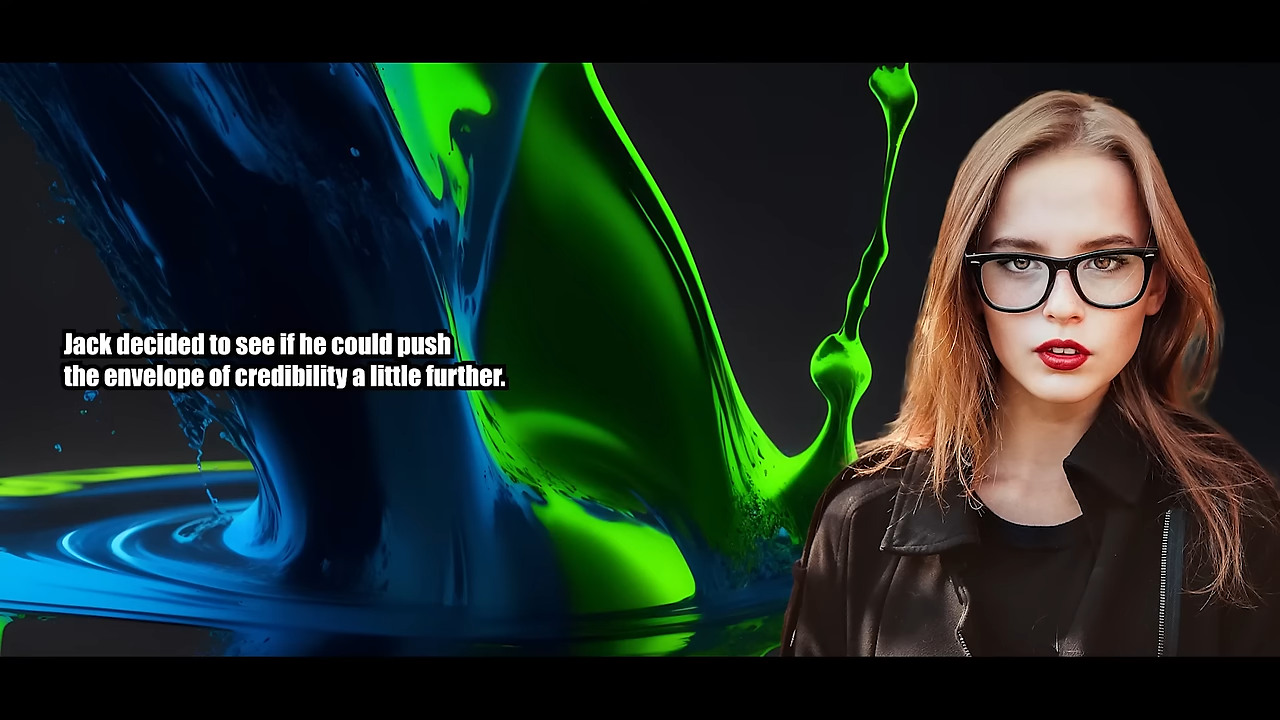 Jack decided to see if he could push
the envelope of credibility a little further.